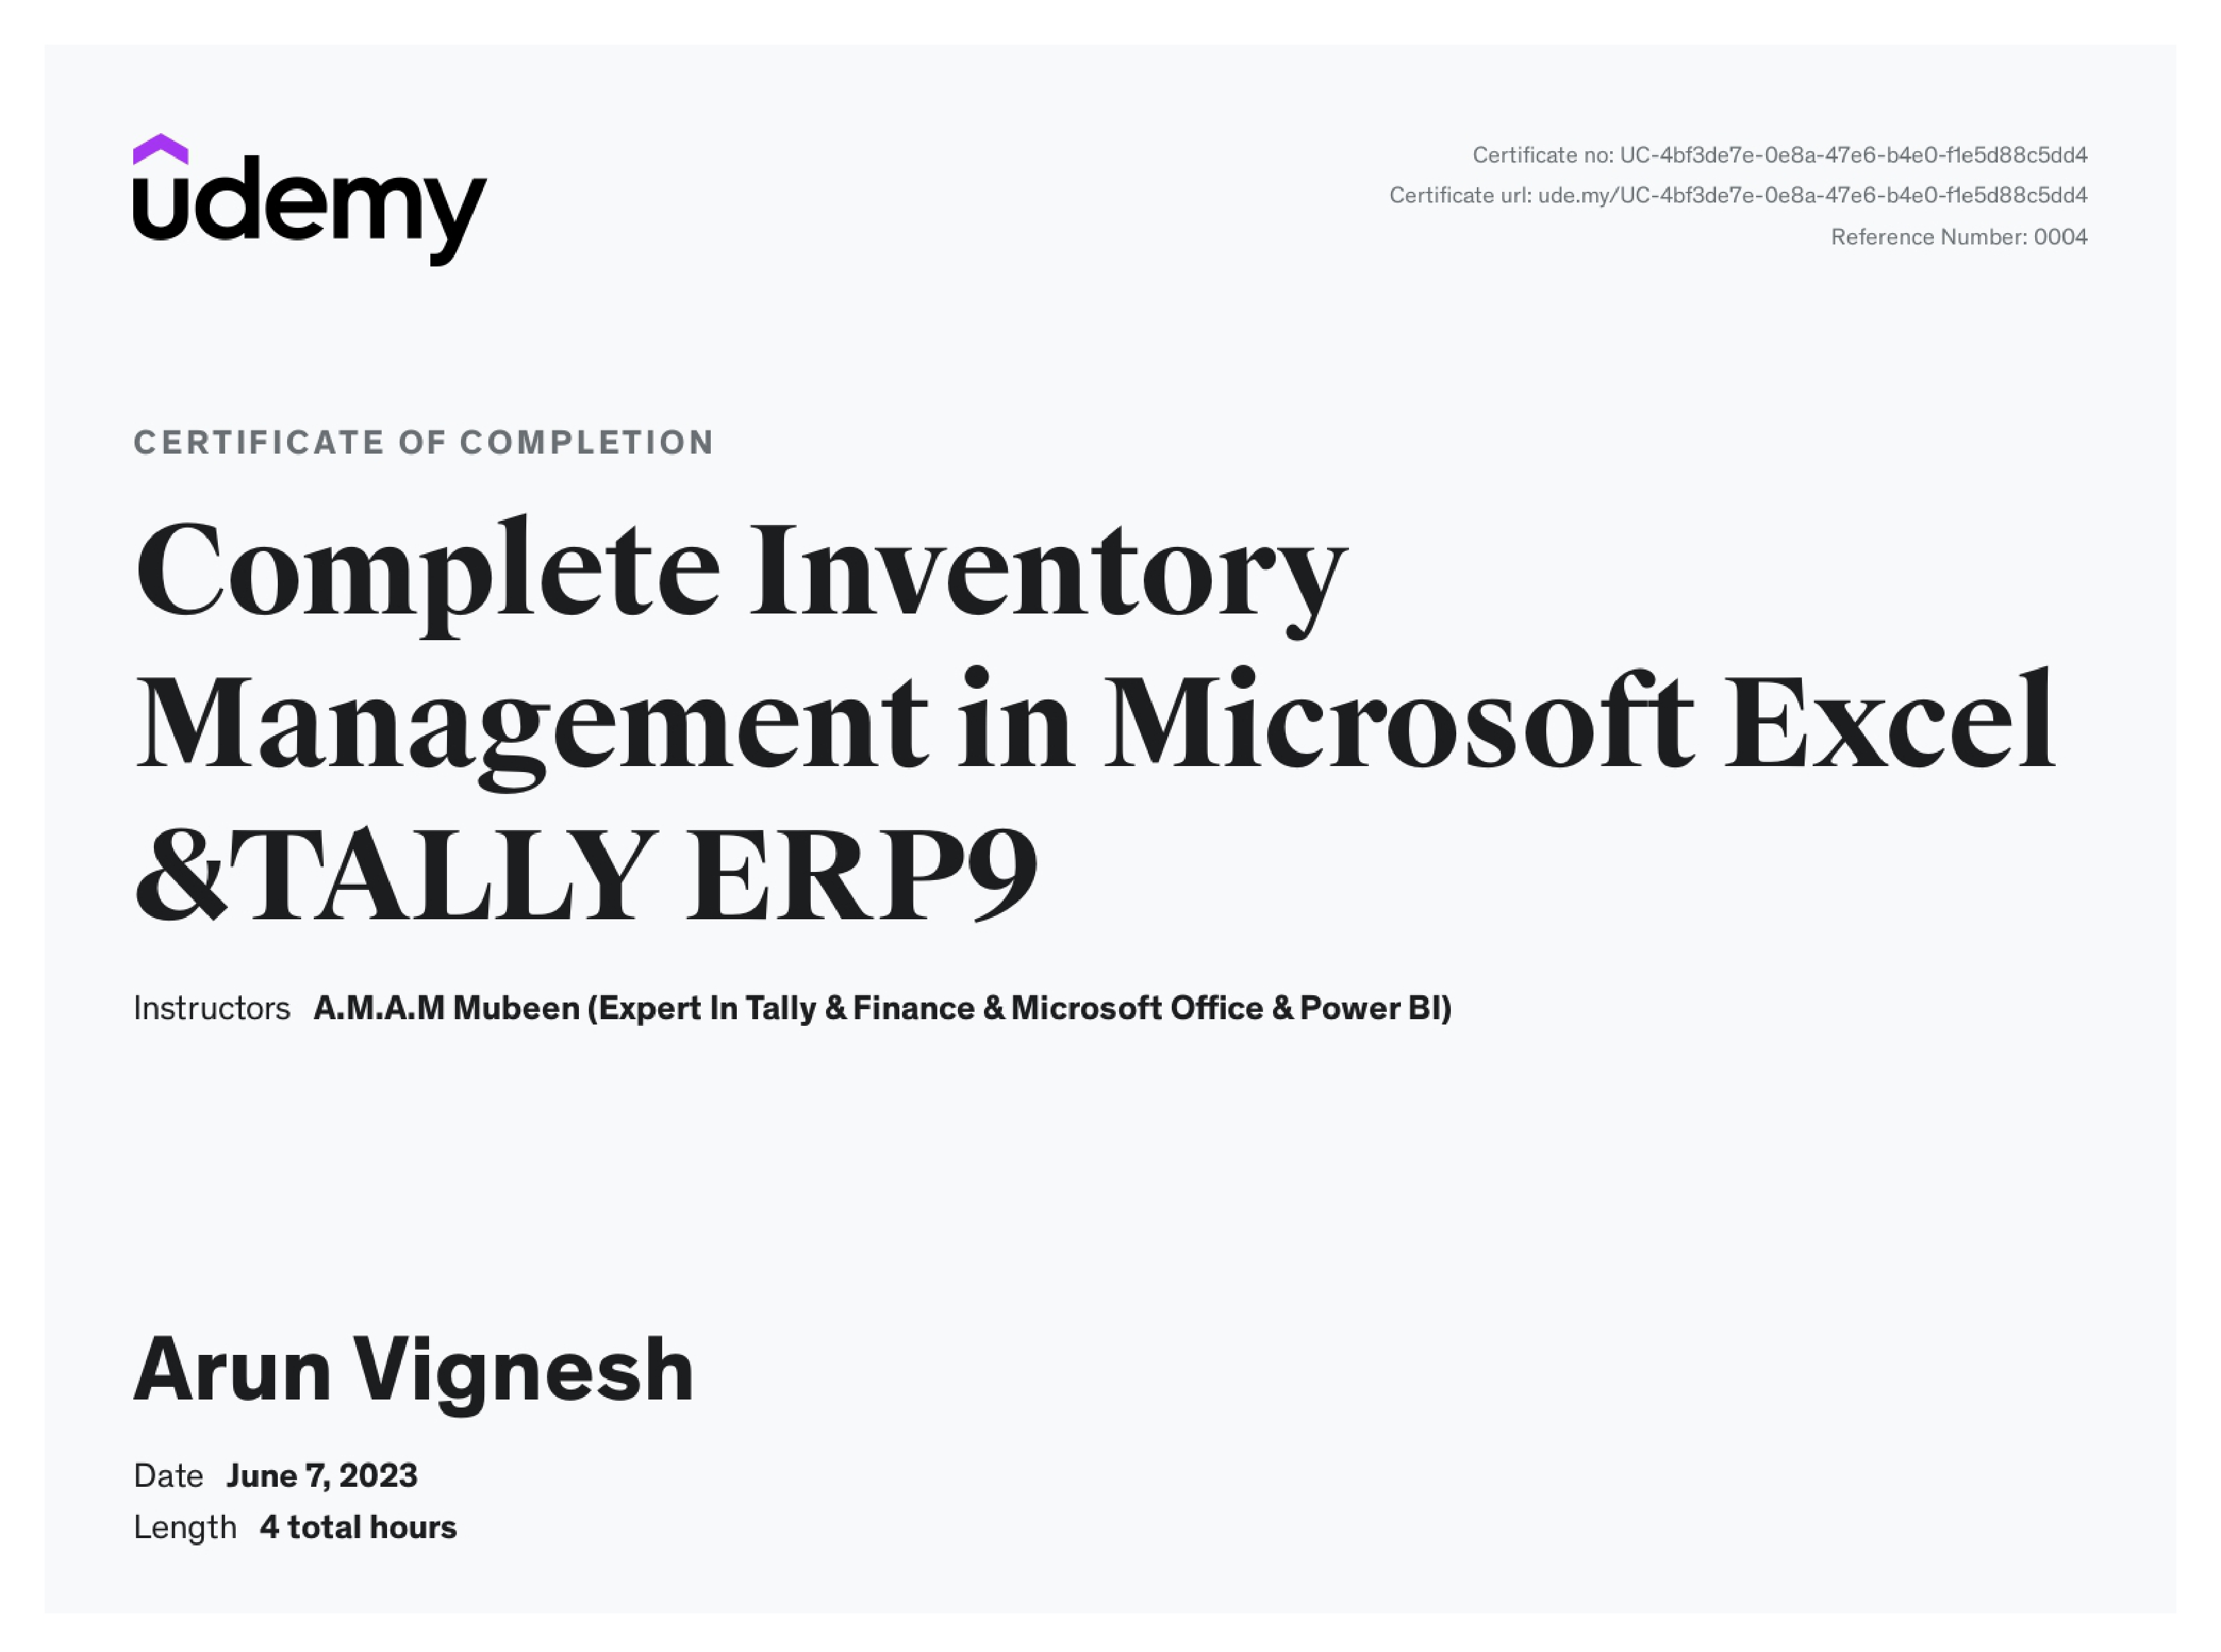 udemy
Certificate no: UC-4bf3de7e-0e8a-47e6-b4e0-f1e5d88c5dd4
Certificate url: ude.my/UC-4bf3de7e-0e8a-47e6-b4e0-f1e5d88c5dd4
Reference Number: 0004
CERTIFICATE OF COMPLETION
Complete Inventory
Management in Microsoft Excel
&TALLY ERP9
Instructors A.M.A.M Mubeen (Expert In Tally & Finance & Microsoft Office & Power BI)
Arun Vignesh
Date June 7, 2023
Length 4 total hours